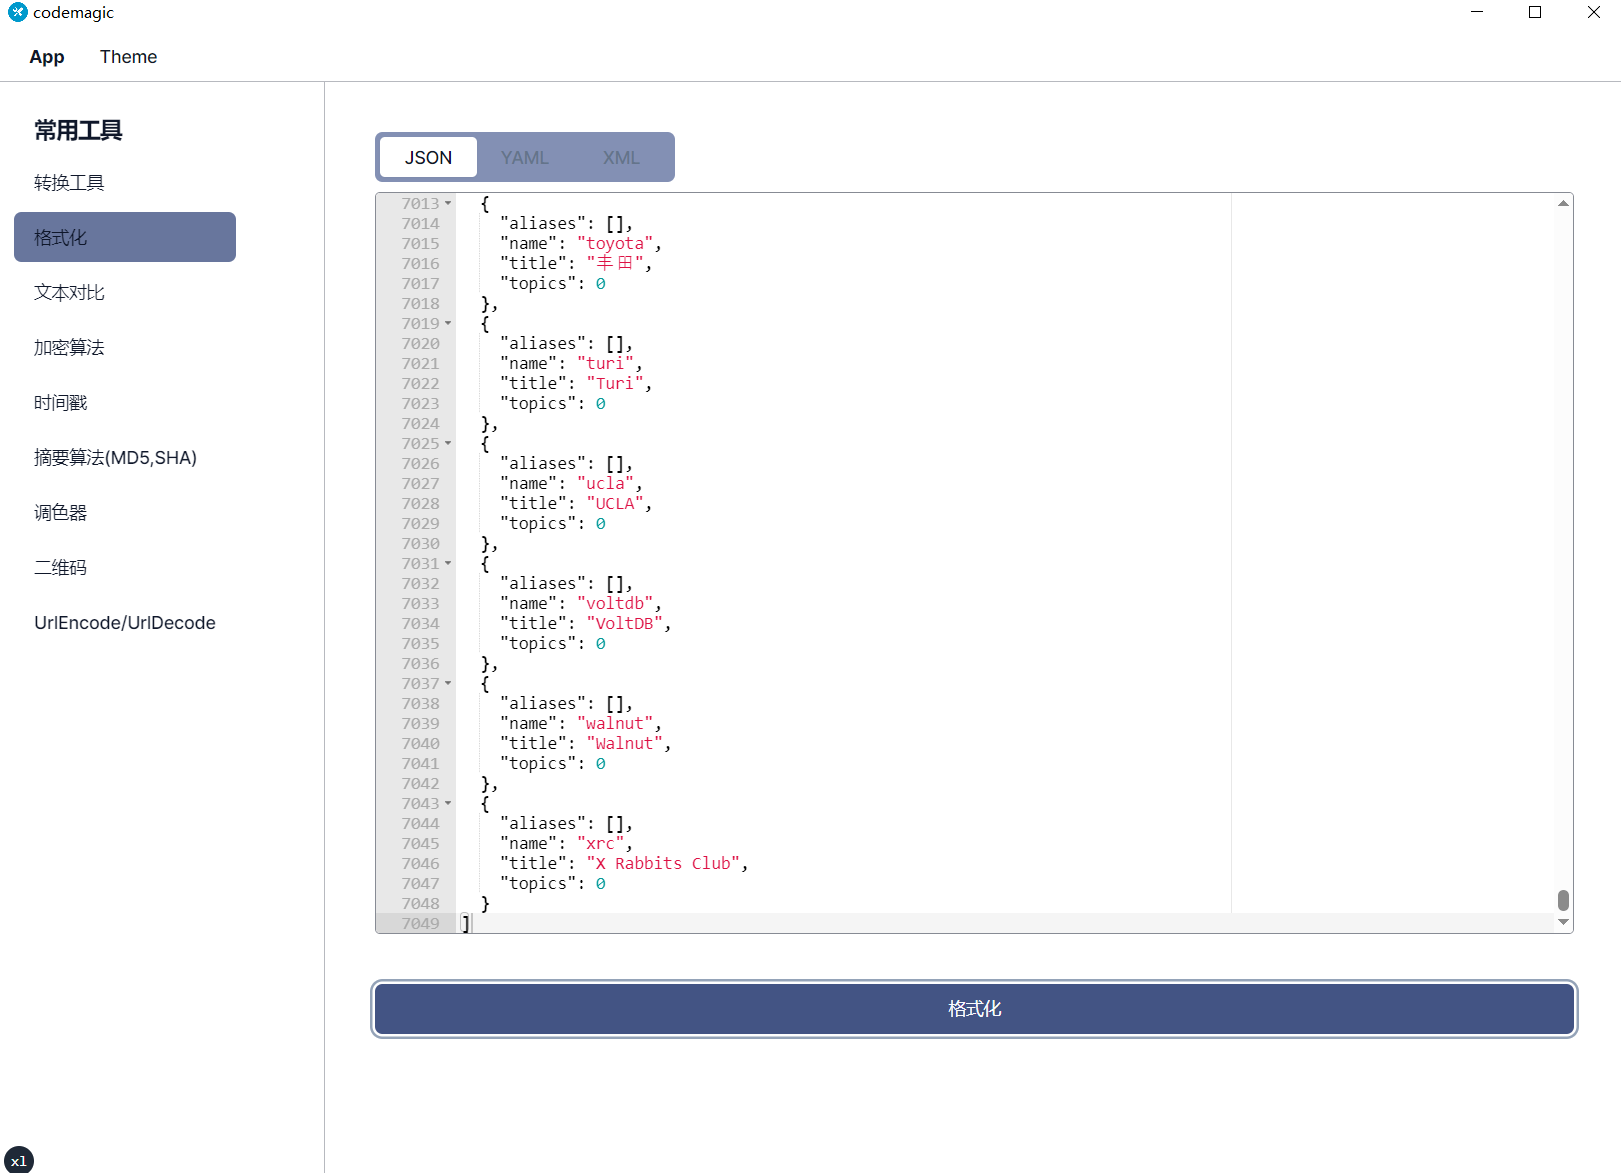 codemagic
App Theme
常用工具
转换工具
格式化
文本对比
加密算法
时间戳
摘要算法(MD5,SHA)
调色器
二维码
UrlEncode/UrlDecode
xl
JSON YAML XML
7013 {
7014 "aliases": [],
7015 "name": "toyota",
7016 "title": "丰田",
7017 "topics": 0
7018 },
7019 {
7020 "aliases": [],
7021 "name": "turi",
7022 "title": "Turi",
7023 "topics": 0
7024 },
7025 {
7026 "aliases": [],
7027 "name": "ucla",
7028 "title": "UCLA",
7029 "topics": 0
7030 },
7031 {
7032 "aliases": [],
7033 "name": "voltdb",
7034 "title": "VoltDB",
7035 "topics": 0
7036 },
7037 {
7038 "aliases": [],
7039 "name": "walnut",
7040 "title": "Walnut",
7041 "topics": 0
7042 },
7043 {
7044 "aliases": [],
7045 "name": "xrc",
7046 "title": "X Rabbits Club",
7047 "topics": 0
7048 }
7049 ]
格式化